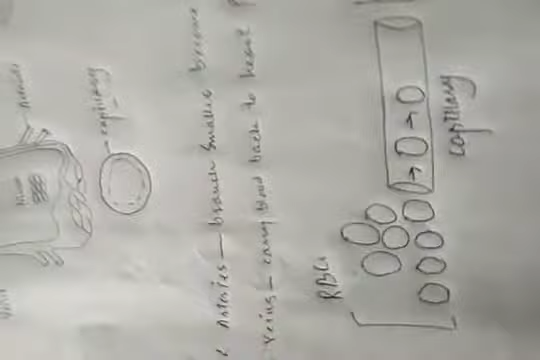 capillary
Arteries — branch smaller become
veins — carry blood back to heart
RBCs
capillary